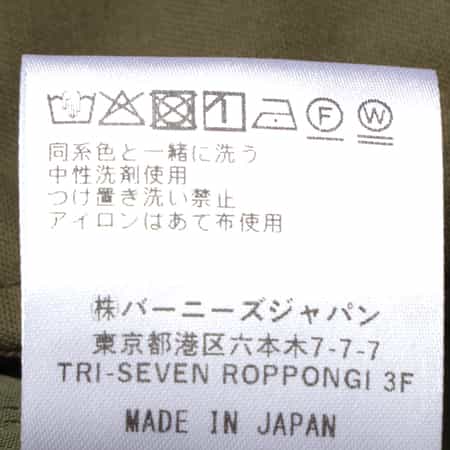 F W
同系色と一緒に洗う
中性洗剤使用
つけ置き洗い禁止
アイロンはあて布使用
㈱バーニーズジャパン
東京都港区六本木7-7-7
TRI-SEVEN ROPPONGI 3F
MADE IN JAPAN